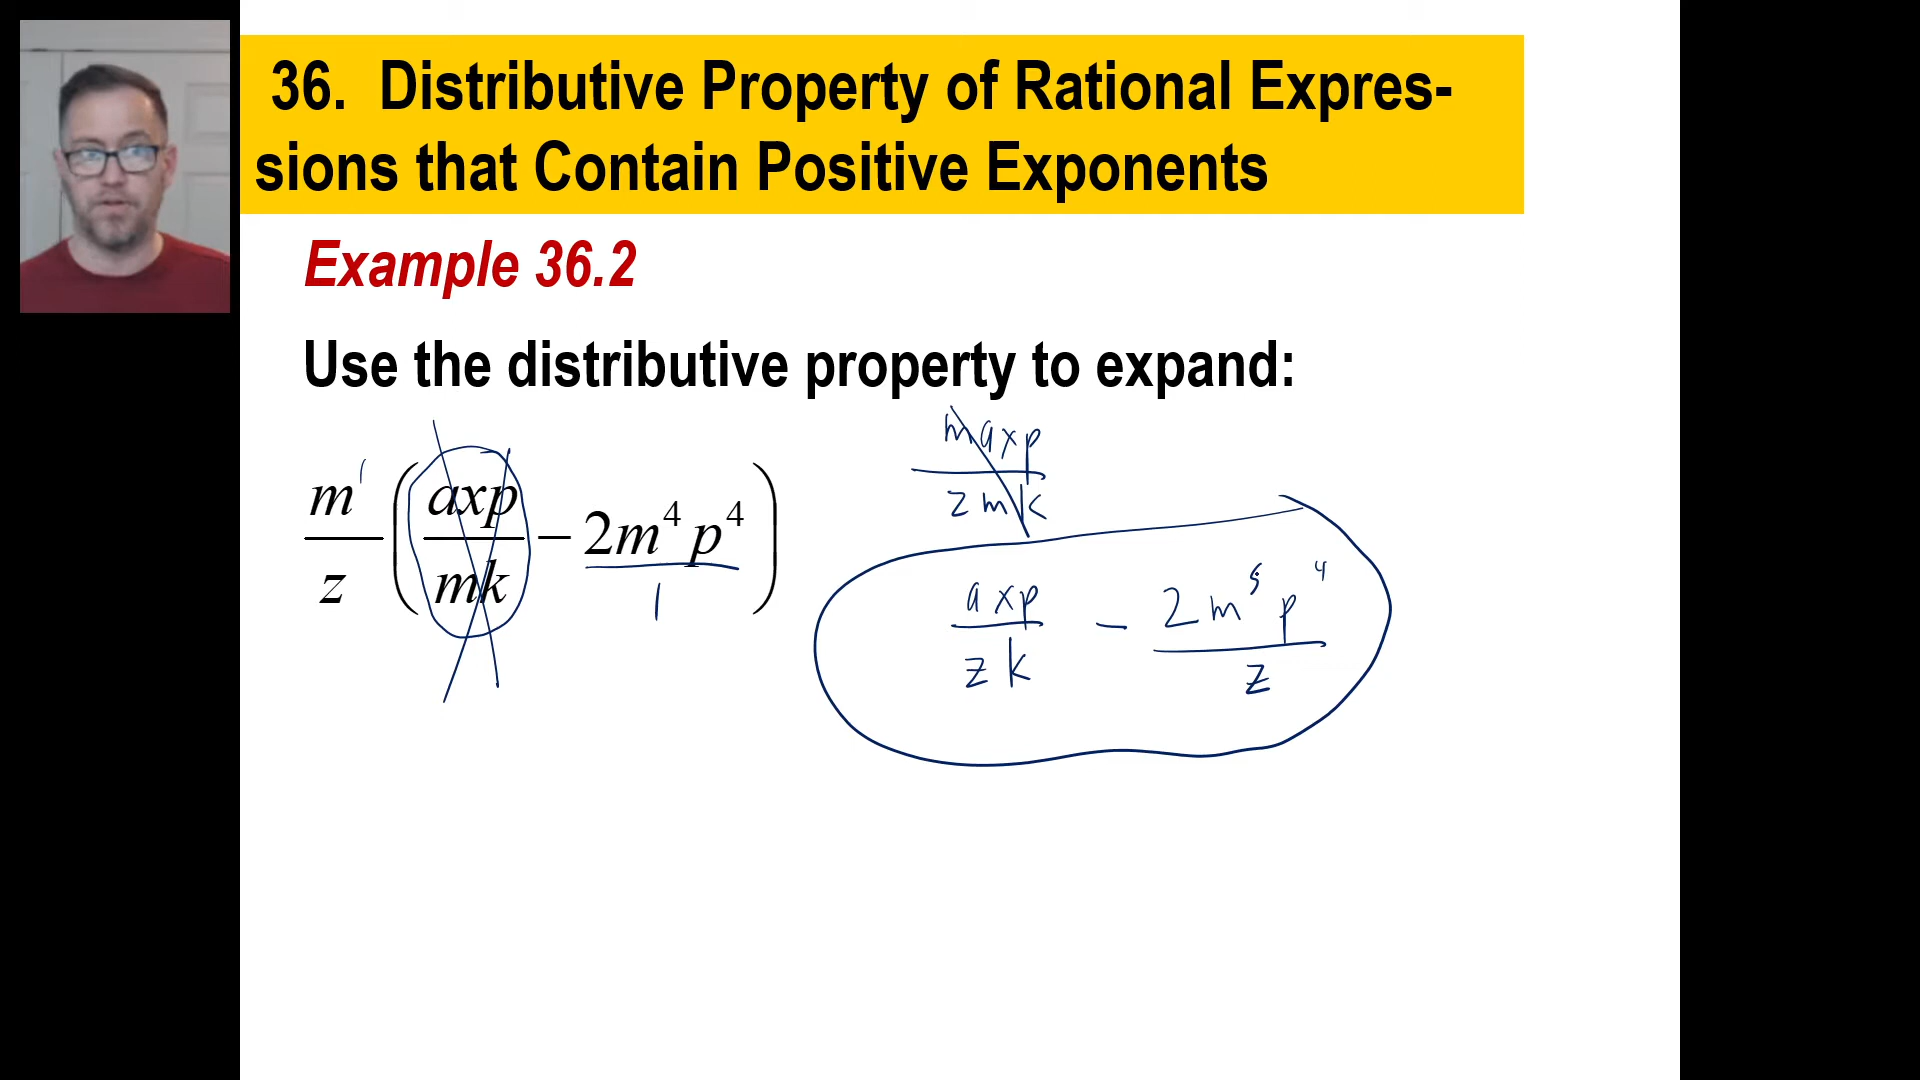 36. Distributive Property of Rational Expres-
sions that Contain Positive Exponents
Example 36.2
Use the distributive property to expand:
m¹/z (axp/mk − 2m⁴p⁴/1)
maxp/zmk
axp/zk − 2m⁵p⁴/z